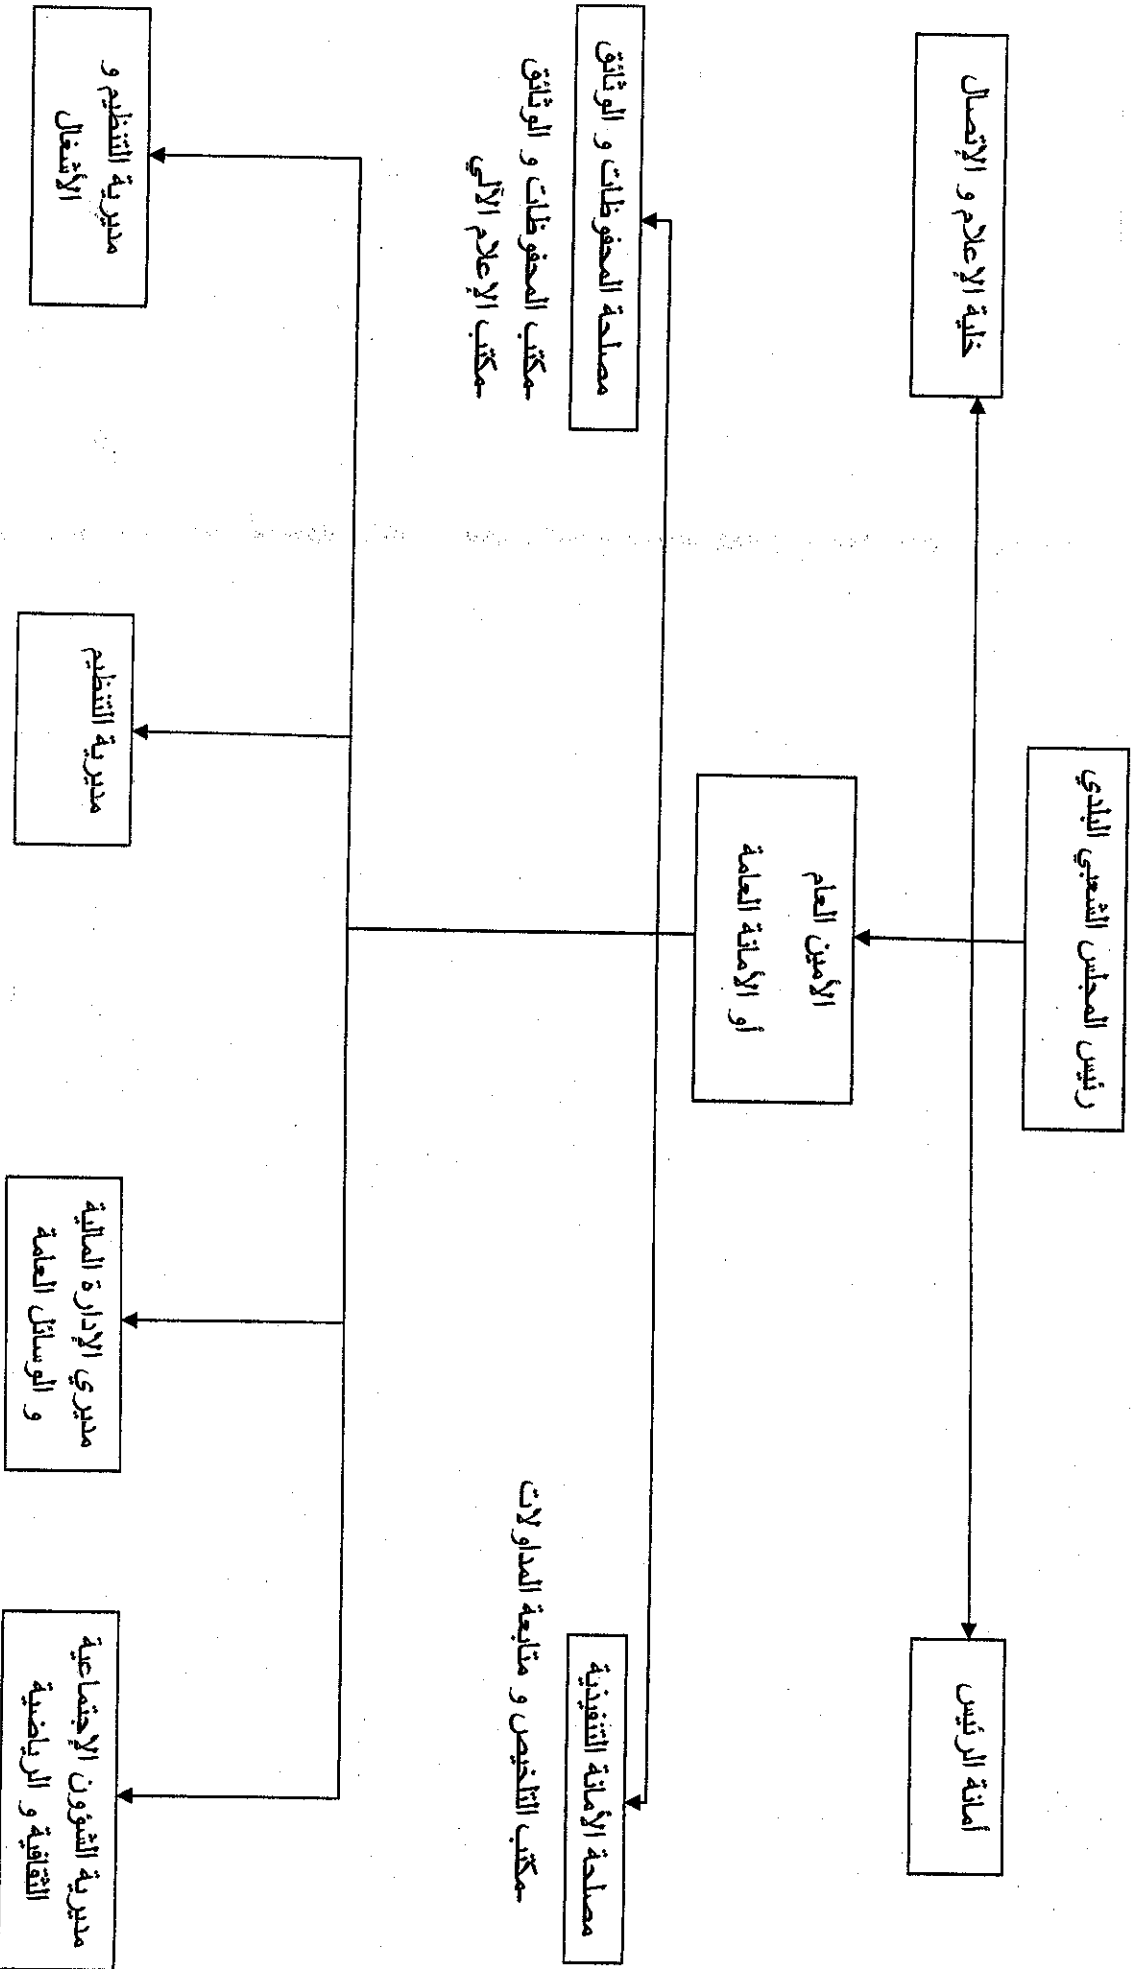 رئيس المجلس الشعبي البلدي
خلية الإعلام و الإتصال
أمانة الرئيس
الأمين العام
أو الأمانة العامة
مصلحة المحفوظات و الوثائق
-مكتب المحفوظات و الوثائق
-مكتب الإعلام الآلي
مصلحة الأمانة التنفيذية
-مكتب التلخيص و متابعة المداولات
مديرية التنظيم و
الأشغال
مديرية التنظيم
مديري الإدارة المالية
و الوسائل العامة
مديرية الشؤون الإجتماعية
الثقافية و الرياضية